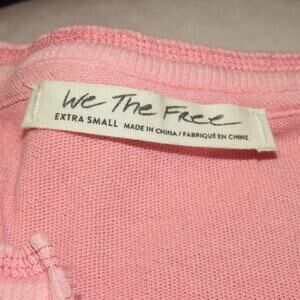 We The Free
EXTRA SMALL MADE IN CHINA / FABRIQUÉ EN CHINE